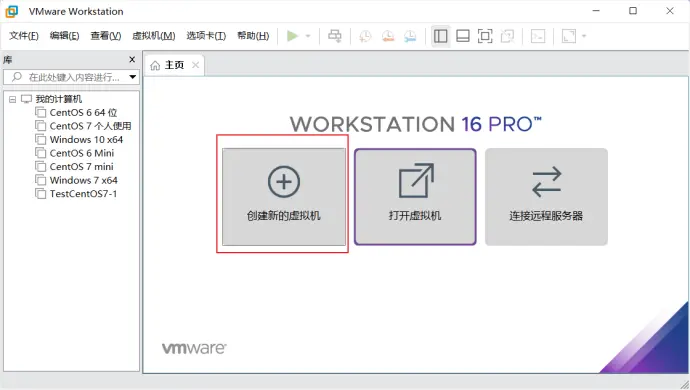 VMware Workstation
文件(F) 编辑(E) 查看(V) 虚拟机(M) 选项卡(T) 帮助(H)
库
在此处键入内容进行...
我的计算机
CentOS 6 64 位
CentOS 7 个人使用
Windows 10 x64
CentOS 6 Mini
CentOS 7 mini
Windows 7 x64
TestCentOS7-1
主页
WORKSTATION 16 PRO™
创建新的虚拟机
打开虚拟机
连接远程服务器
vmware®